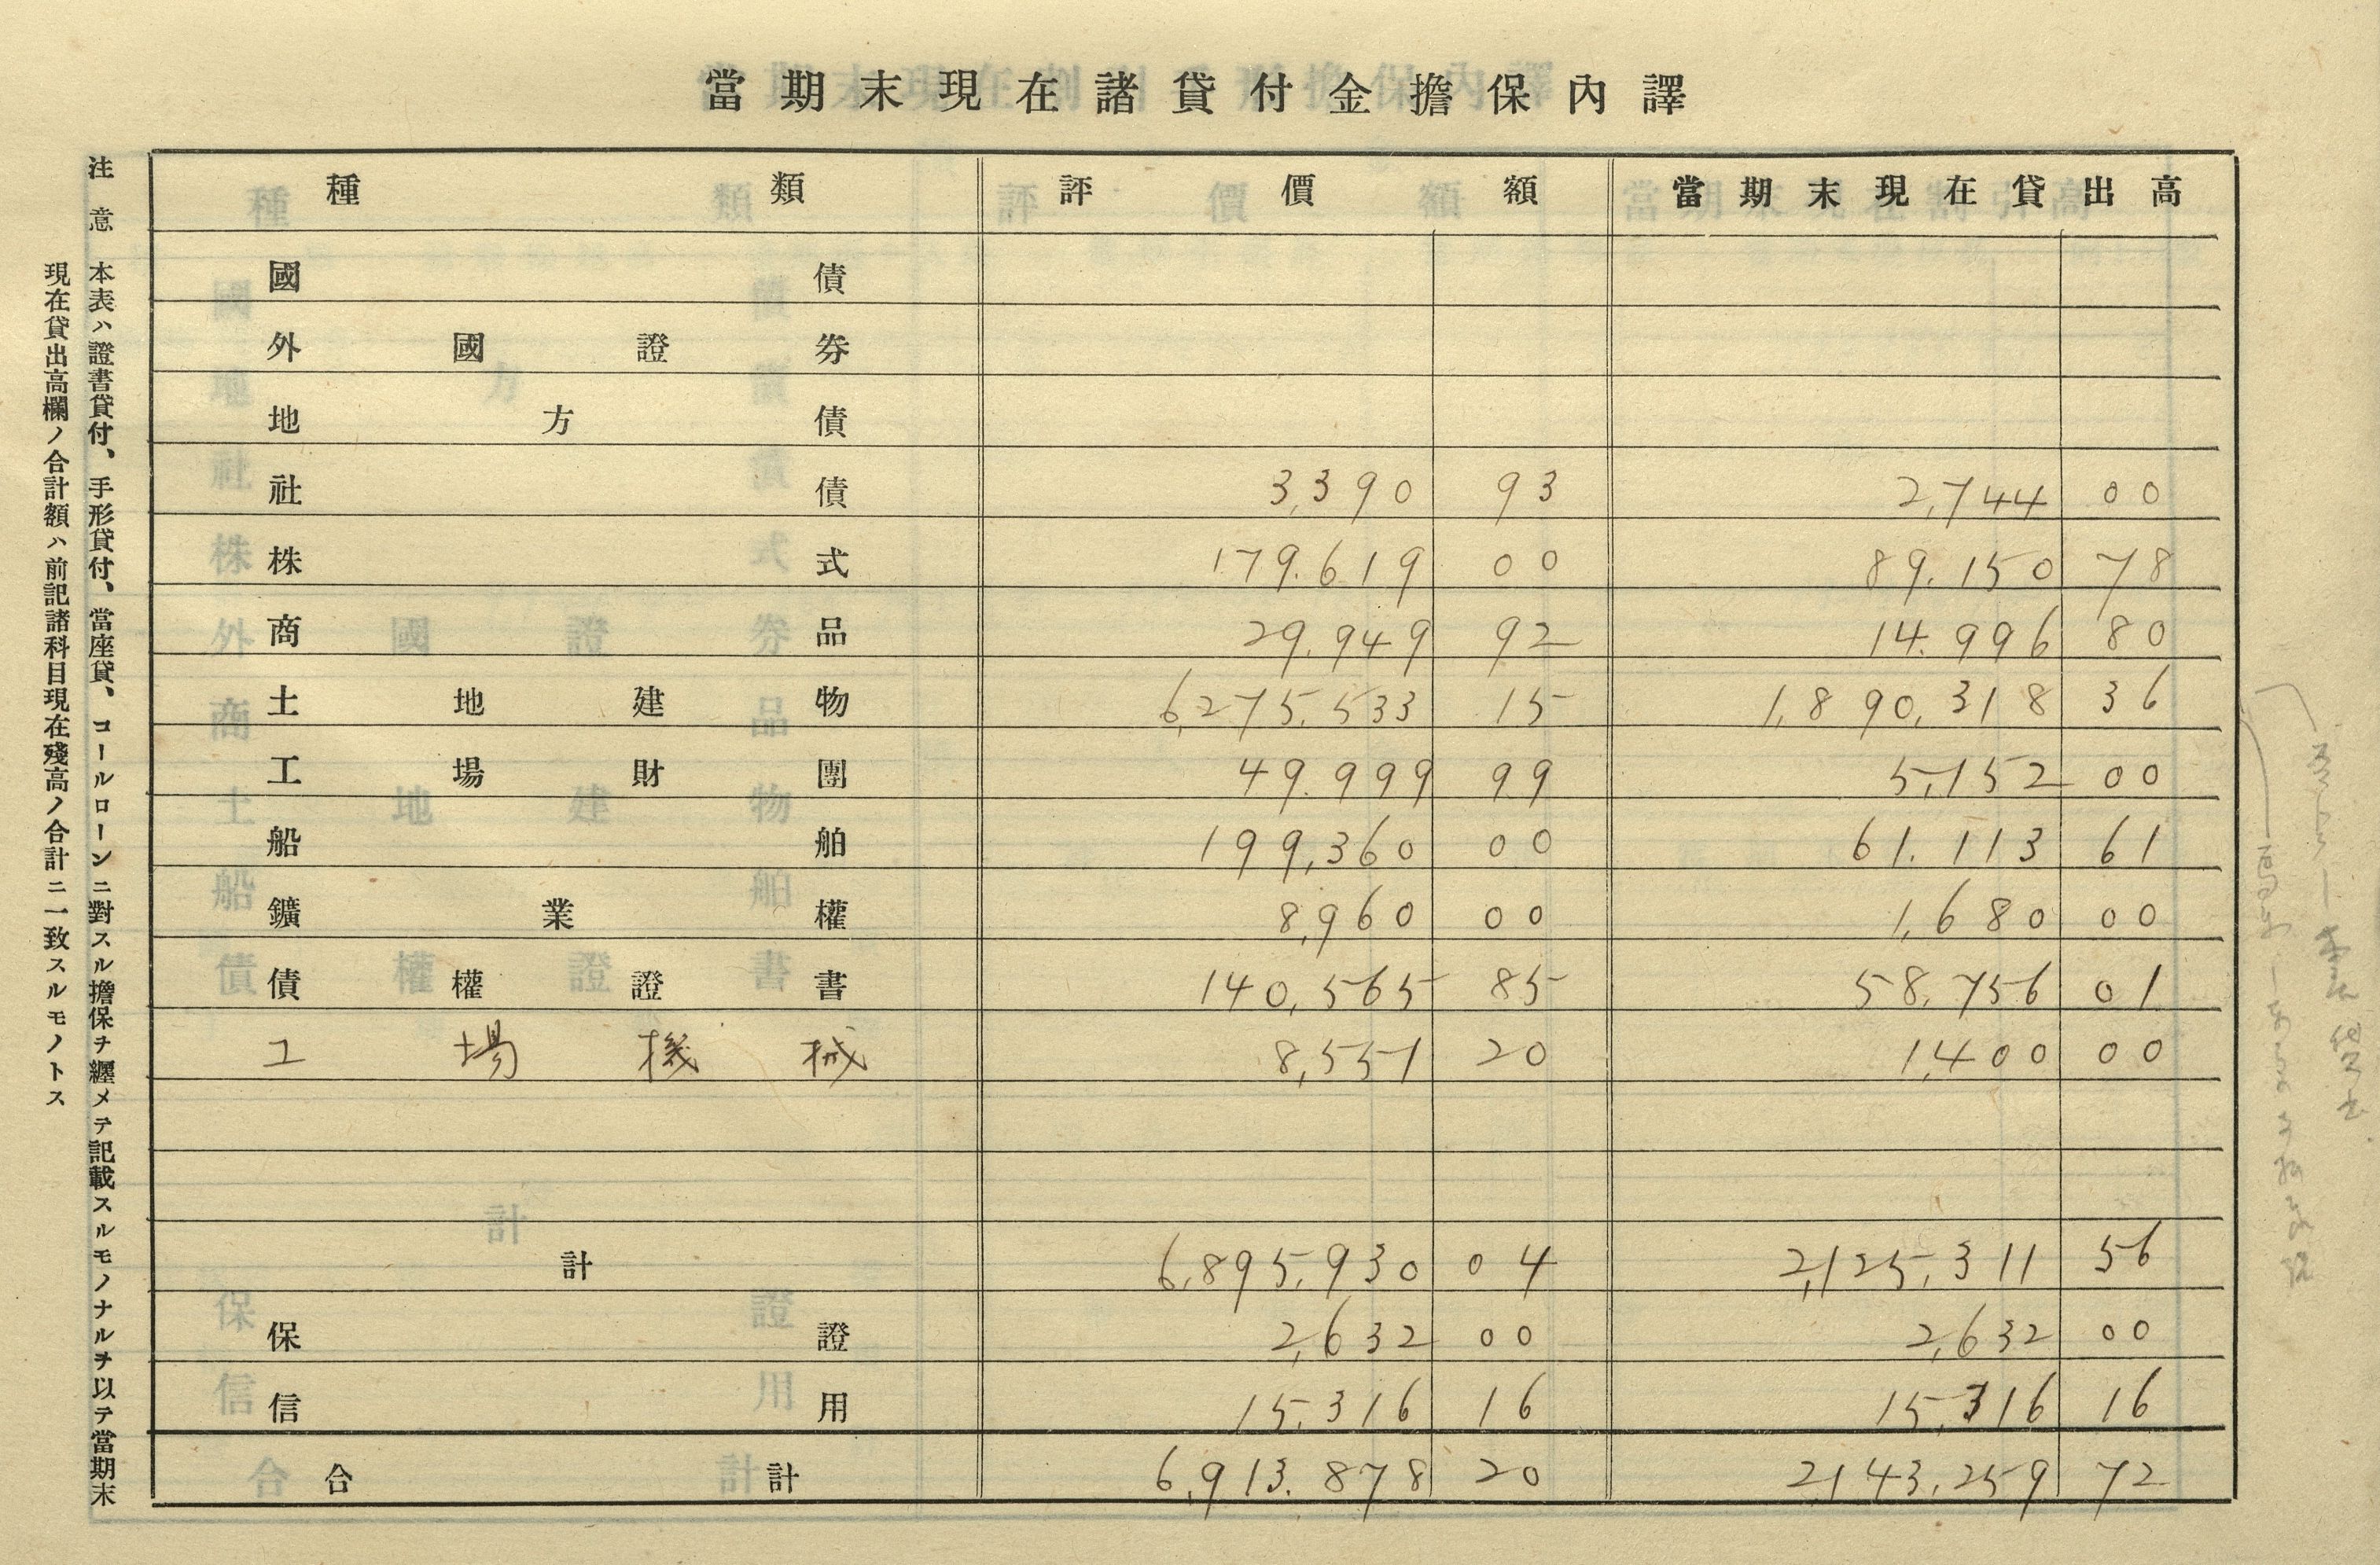 當期末現在諸貸付金擔保內譯
種類 評價額 當期末現在貸出高
國債
外國證券
地方債
社債 3,390 93 2,744 00
株式 179.619 00 89.150 78
商品 29.949 92 14.996 80
土地建物 6,275,533 15 1,890,318 36
工場財團 49.999 99 5,152 00
船舶 199,360 00 61.113 61
鑛業權 8,960 00 1,680 00
債權證書 140,565 85 58,756 01
工場機械 8,551 20 1,400 00
計 6,895,930 04 2,125,311 56
保證 2,632 00 2,632 00
信用 15,316 16 15,316 16
合計 6,913.878 20 2,143,259 72
注意 本表ハ證書貸付、手形貸付、當座貸、コールローンニ對スル擔保ヲ纒メテ記載スルモノナルヲ以テ當期末
現在貸出高欄ノ合計額ハ前記諸科目現在殘高ノ合計ニ一致スルモノトス